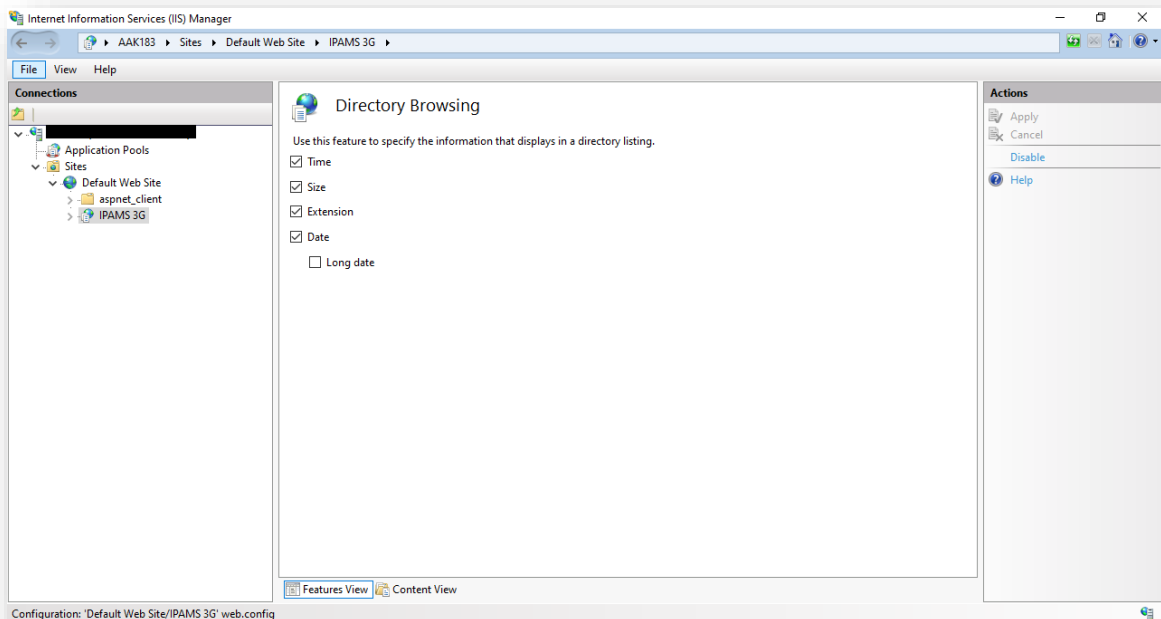 Internet Information Services (IIS) Manager
AAK183 Sites Default Web Site IPAMS 3G
File View Help
Connections
Application Pools
Sites
Default Web Site
aspnet_client
IPAMS 3G
Directory Browsing
Use this feature to specify the information that displays in a directory listing.
Time
Size
Extension
Date
Long date
Features View Content View
Actions
Apply
Cancel
Disable
Help
Configuration: 'Default Web Site/IPAMS 3G' web.config